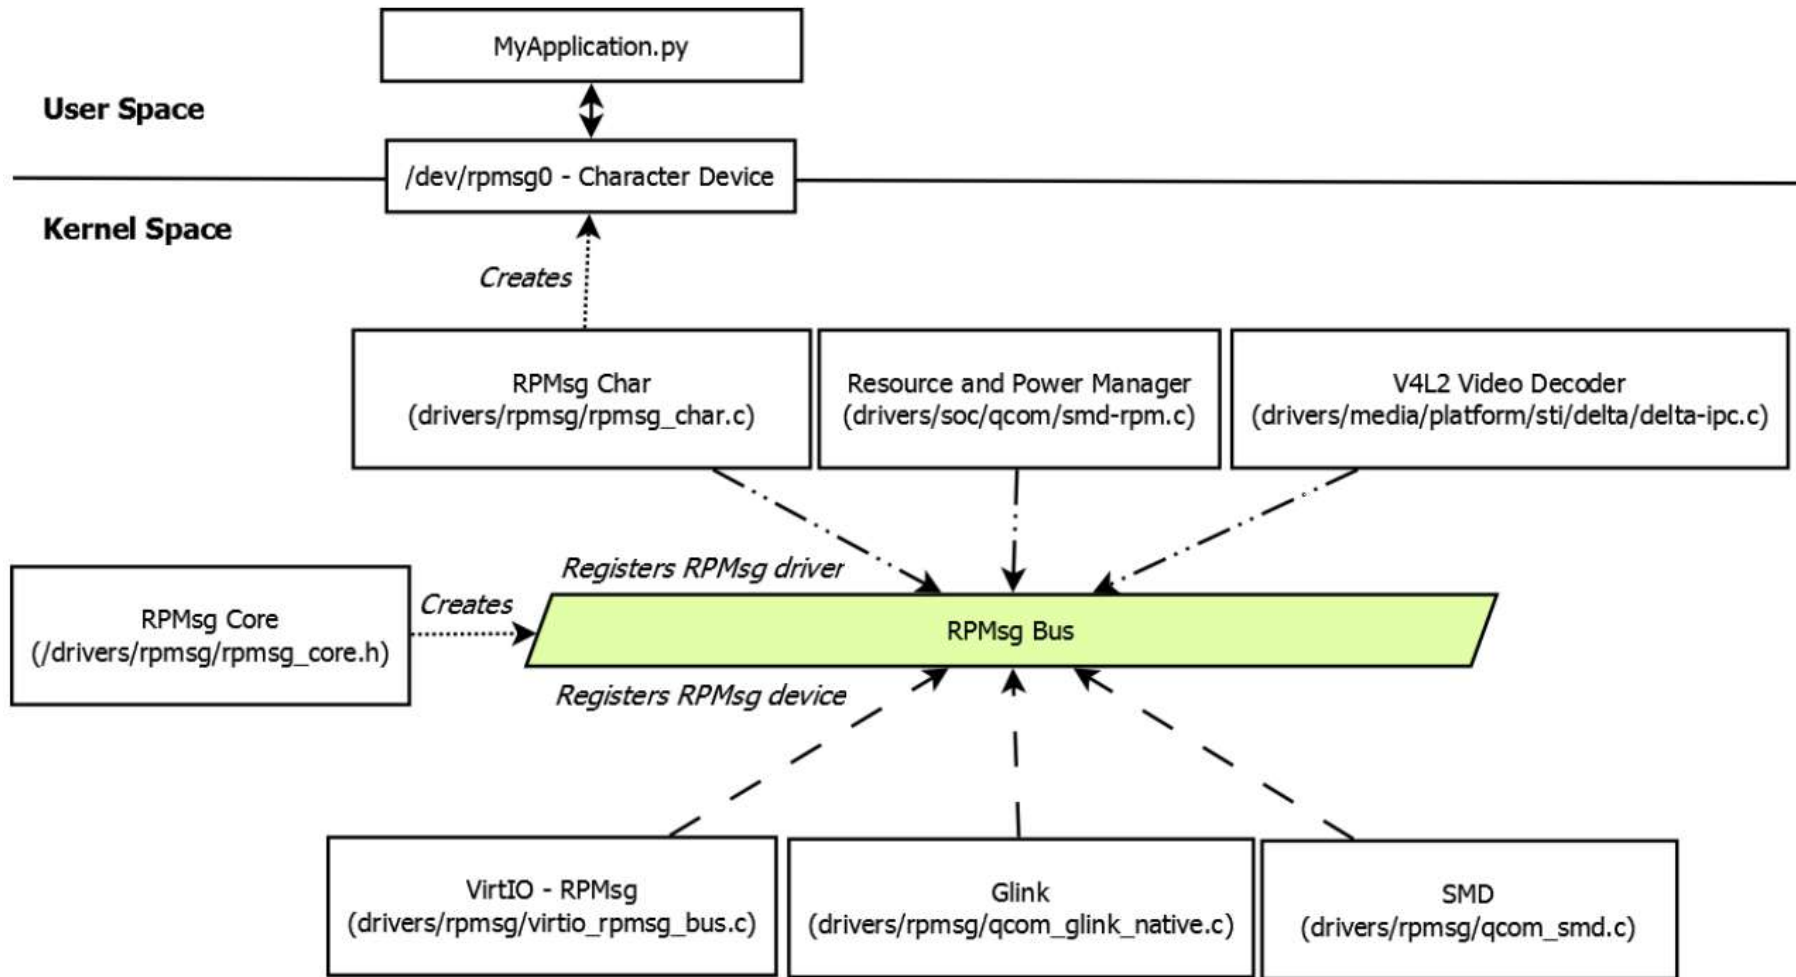 MyApplication.py
User Space
/dev/rpmsg0 - Character Device
Kernel Space
Creates
RPMsg Char
(drivers/rpmsg/rpmsg_char.c)
Resource and Power Manager
(drivers/soc/qcom/smd-rpm.c)
V4L2 Video Decoder
(drivers/media/platform/sti/delta/delta-ipc.c)
Registers RPMsg driver
RPMsg Core
(/drivers/rpmsg/rpmsg_core.h)
Creates
RPMsg Bus
Registers RPMsg device
VirtIO - RPMsg
(drivers/rpmsg/virtio_rpmsg_bus.c)
Glink
(drivers/rpmsg/qcom_glink_native.c)
SMD
(drivers/rpmsg/qcom_smd.c)